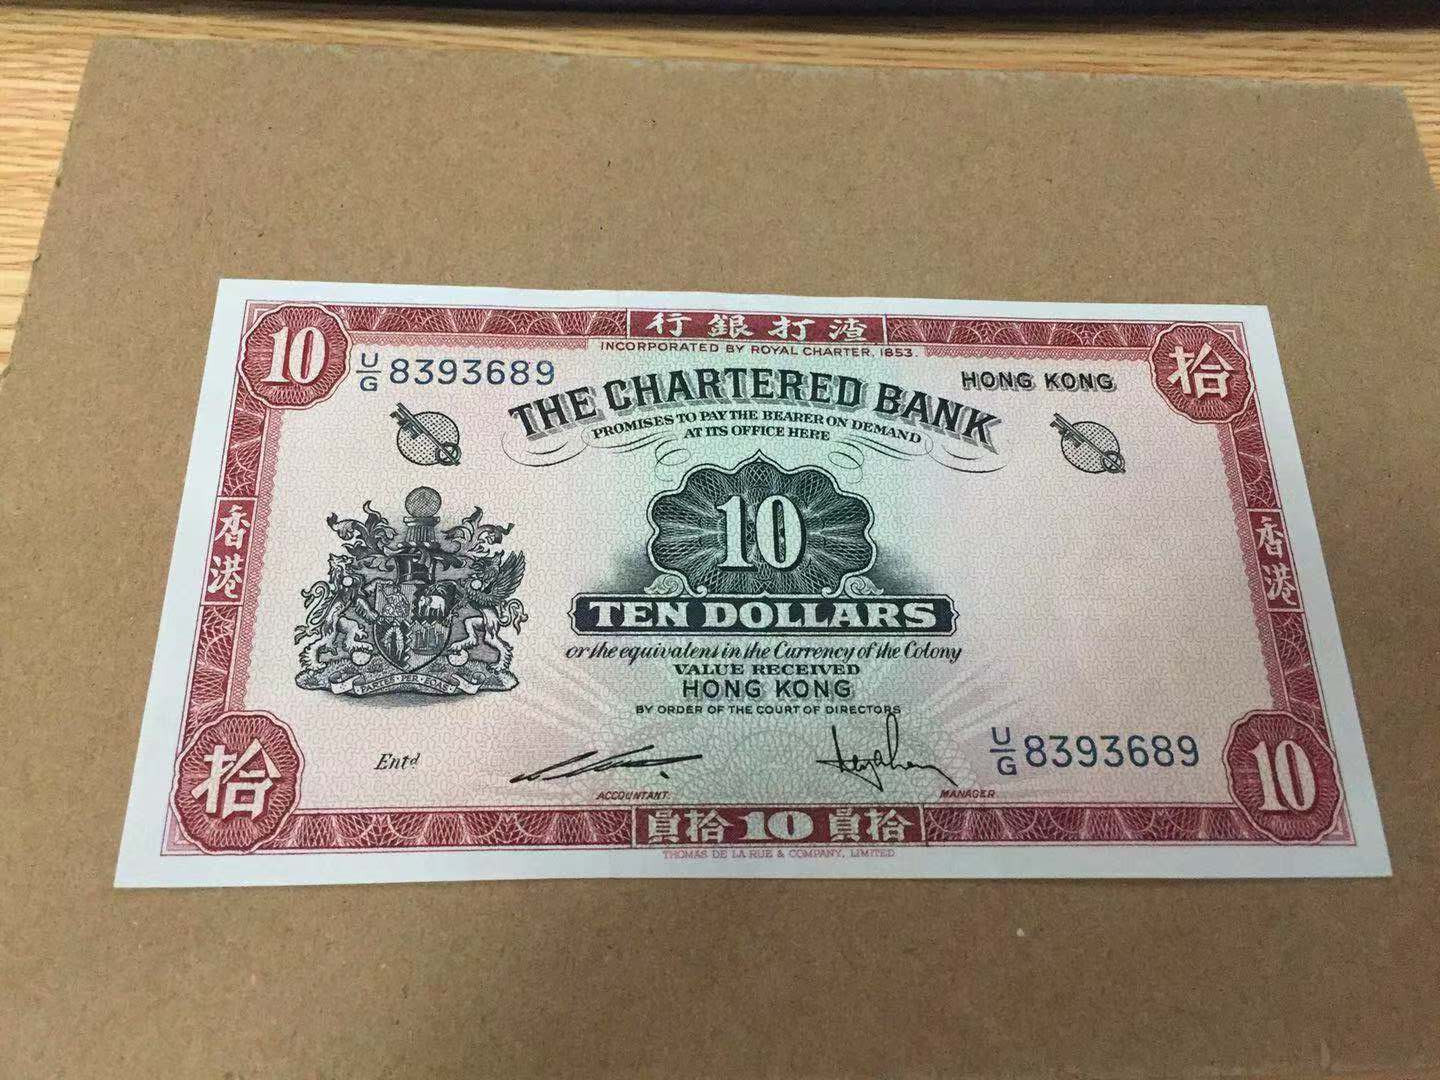 10
行銀打渣
拾
INCORPORATED BY ROYAL CHARTER, 1853.
U/G 8393689
HONG KONG
THE CHARTERED BANK
PROMISES TO PAY THE BEARER ON DEMAND
AT ITS OFFICE HERE
10
香港
香港
TEN DOLLARS
or the equivalent in the Currency of the Colony
VALUE RECEIVED
HONG KONG
BY ORDER OF THE COURT OF DIRECTORS
Entd
U/G 8393689
ACCOUNTANT.
MANAGER
拾
員拾 10 員拾
10
THOMAS DE LA RUE & COMPANY, LIMITED